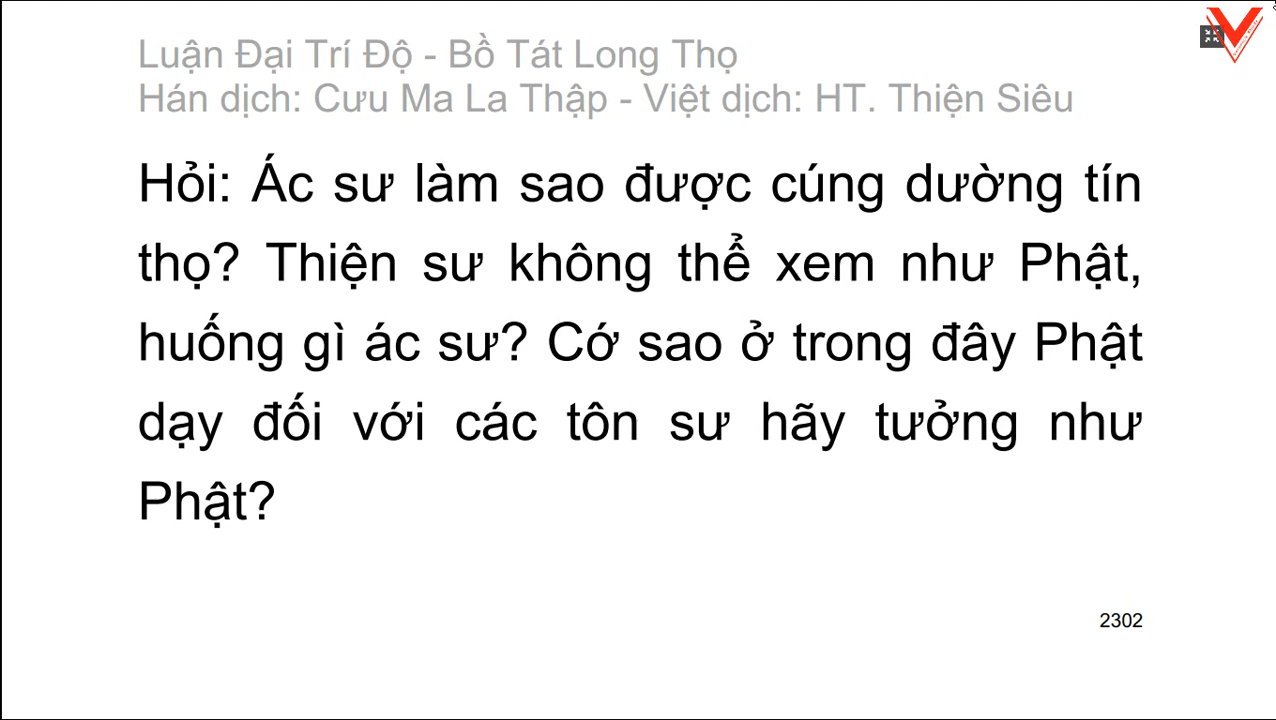 Luận Đại Trí Độ - Bồ Tát Long Thọ
Hán dịch: Cưu Ma La Thập - Việt dịch: HT. Thiện Siêu
Hỏi: Ác sư làm sao được cúng dường tín
thọ? Thiện sư không thể xem như Phật,
huống gì ác sư? Cớ sao ở trong đây Phật
dạy đối với các tôn sư hãy tưởng như
Phật?
2302